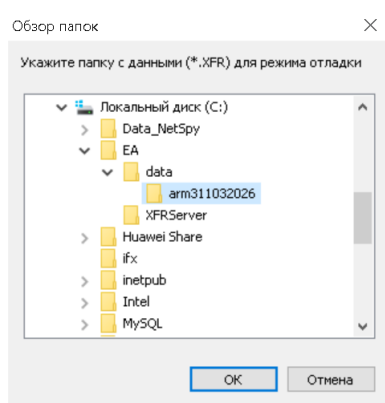 Обзор папок
Укажите папку с данными (*.XFR) для режима отладки
Локальный диск (C:)
Data_NetSpy
EA
data
arm311032026
XFRServer
Huawei Share
ifx
inetpub
Intel
MySQL
ОК
Отмена